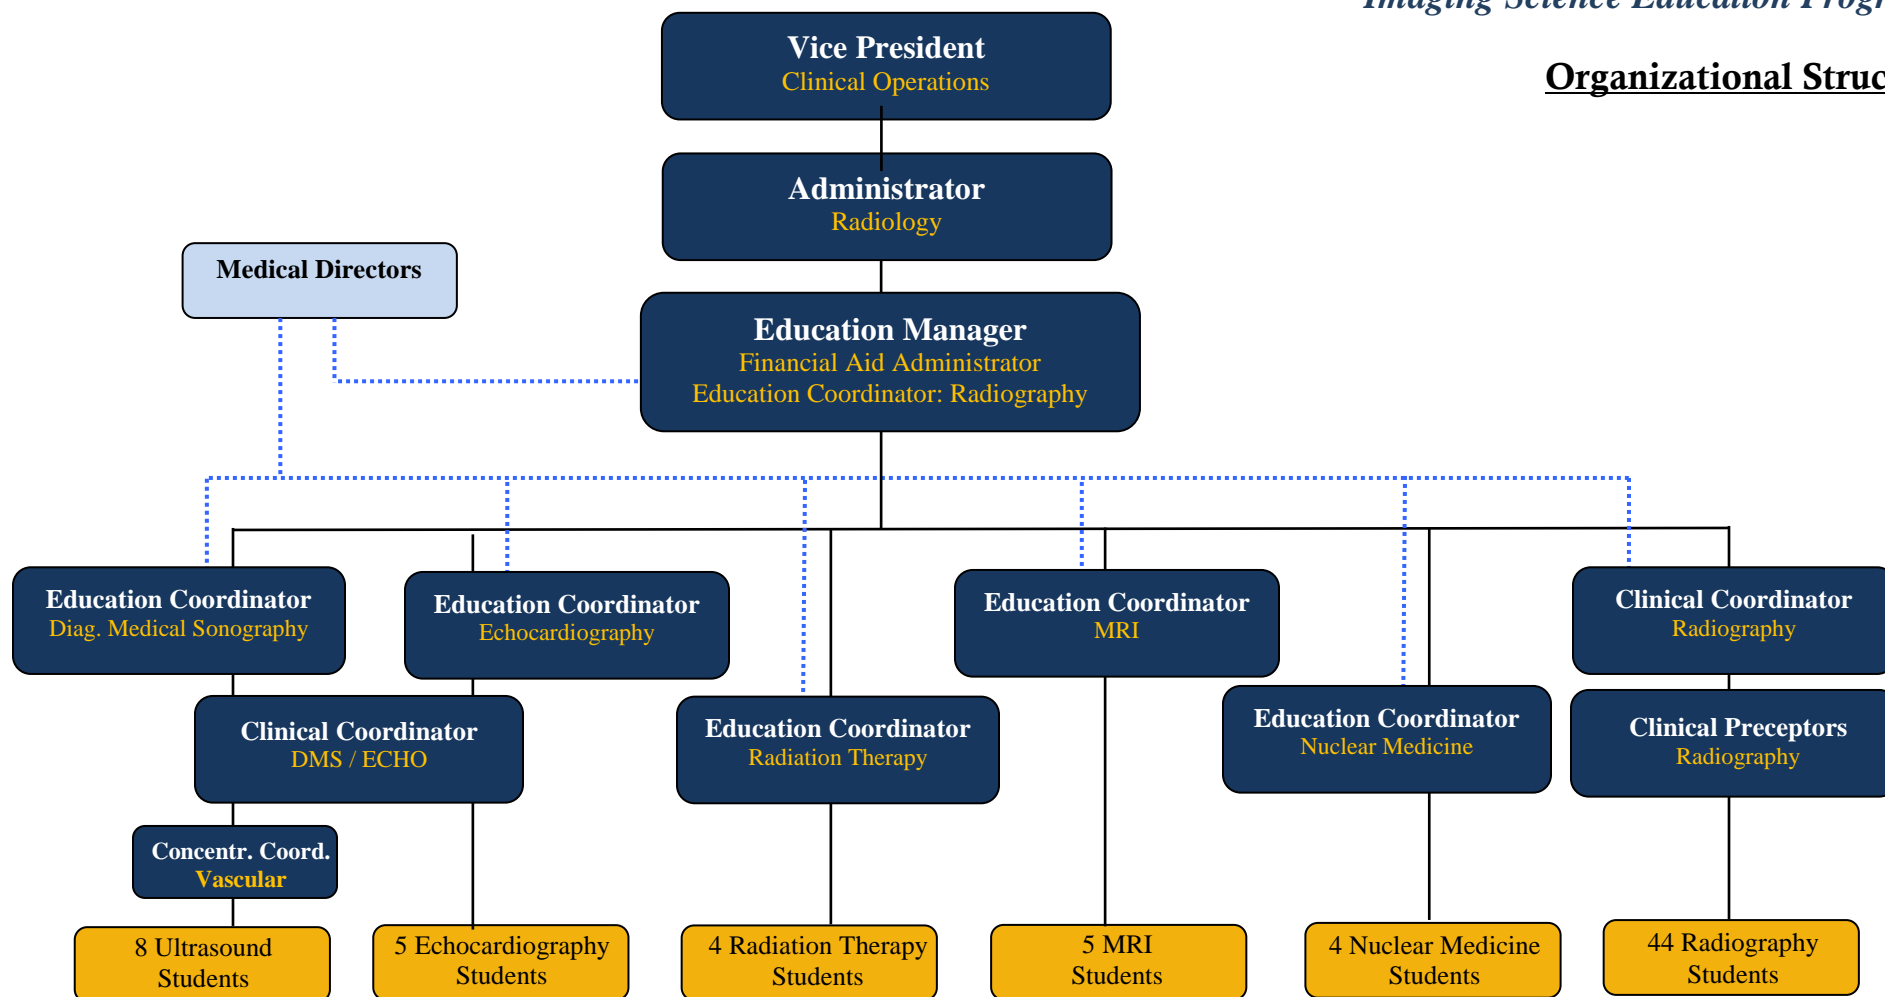 Imaging Science Education
Organizational
Vice President
Clinical Operations
Administrator
Radiology
Medical Directors
Education Manager
Financial Aid Administrator
Education Coordinator: Radiography
Education Coordinator
Diag. Medical Sonography
Education Coordinator
Echocardiography
Education Coordinator
MRI
Clinical Coordinator
Radiography
Clinical Coordinator
DMS / ECHO
Education Coordinator
Radiation Therapy
Education Coordinator
Nuclear Medicine
Clinical Preceptors
Radiography
Concentr. Coord.
Vascular
8 Ultrasound
Students
5 Echocardiography
Students
4 Radiation Therapy
Students
5 MRI
Students
4 Nuclear Medicine
Students
44 Radiography
Students